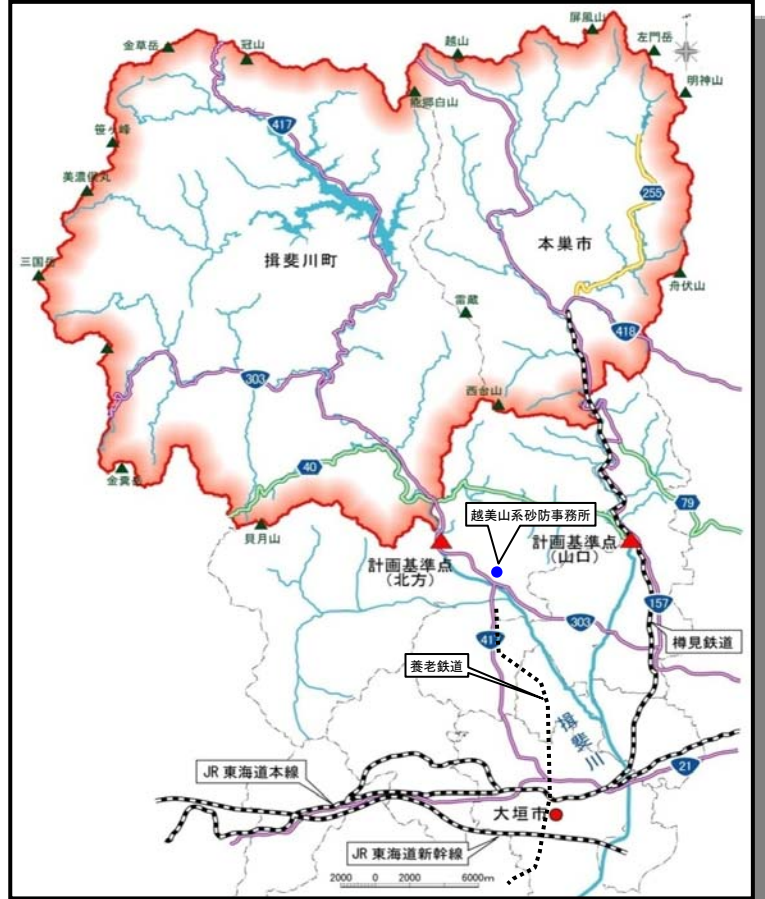 屏風山
左門岳
越山
金草岳
冠山
明神山
能郷白山
417
笹ヶ峰
美濃俣丸
255
本巣市
揖斐川町
三国岳
舟伏山
雷蔵
418
303
西台山
40
金糞岳
79
越美山系砂防事務所
貝月山
計画基準点
(北方)
計画基準点
(山口)
157
303
樽見鉄道
41
養老鉄道
揖斐川
21
JR 東海道本線
大垣市
JR 東海道新幹線
2000 0 2000 6000m